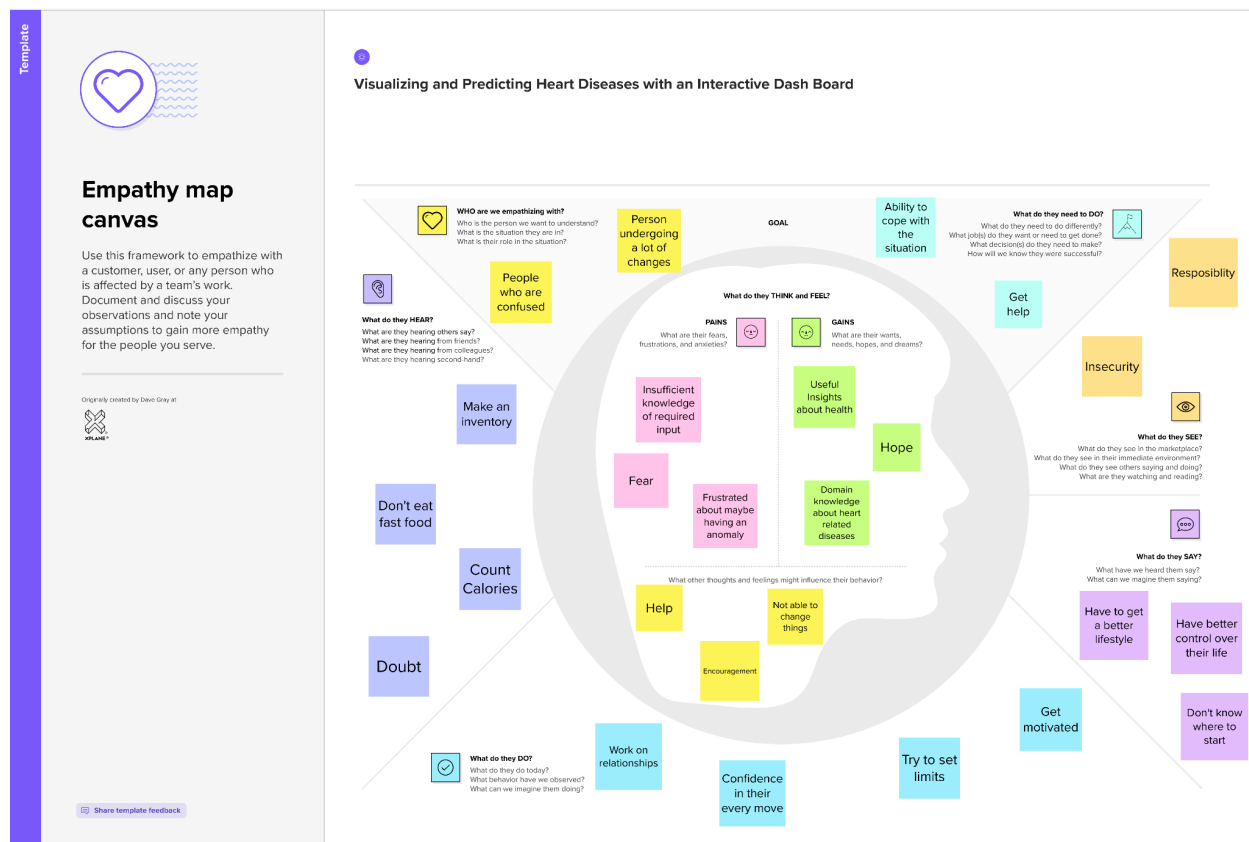 Template
Empathy map
canvas
Use this framework to empathize with
a customer, user, or any person who
is affected by a team's work.
Document and discuss your
observations and note your
assumptions to gain more empathy
for the people you serve.
Originally created by Dave Gray at
XPLANE
Share template feedback
Visualizing and Predicting Heart Diseases with an Interactive Dash Board
WHO are we empathizing with?
Who is the person we want to understand?
What is the situation they are in?
What is their role in the situation?
People
who are
confused
Person
undergoing
a lot of
changes
GOAL
Ability to
cope with
the
situation
What do they need to DO?
What do they need to do differently?
What job(s) do they want or need to get done?
What decision(s) do they need to make?
How will we know they were successful?
Get
help
Resposiblity
Insecurity
What do they SEE?
What do they see in the marketplace?
What do they see in their immediate environment?
What do they see others saying and doing?
What are they watching and reading?
What do they HEAR?
What are they hearing others say?
What are they hearing from friends?
What are they hearing from colleagues?
What are they hearing second-hand?
Make an
inventory
Don't eat
fast food
Count
Calories
Doubt
What do they THINK and FEEL?
PAINS
What are their fears,
frustrations, and anxieties?
GAINS
What are their wants,
needs, hopes, and dreams?
Insufficient
knowledge
of required
input
Fear
Frustrated
about maybe
having an
anomaly
Useful
Insights
about health
Hope
Domain
knowledge
about heart
related
diseases
What other thoughts and feelings might influence their behavior?
Help
Not able to
change
things
Encouragement
What do they SAY?
What have we heard them say?
What can we magine them saying?
Have to get
a better
lifestyle
Have better
control over
their life
Don't know
where to
start
What do they DO?
What do they do today?
What behavior have we observed?
What can we imagine them doing?
Work on
relationships
Confidence
in their
every move
Try to set
limits
Get
motivated